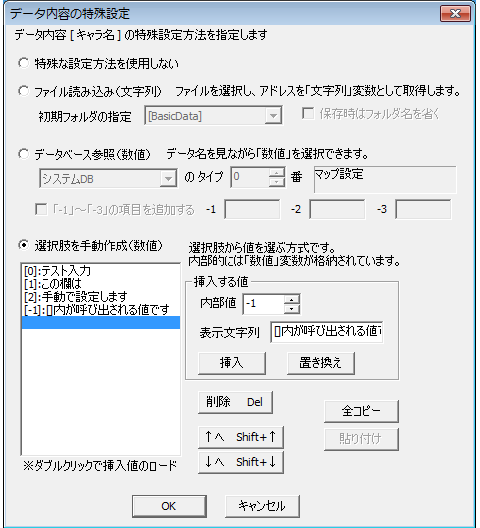 データ内容の特殊設定
データ内容 [ キャラ名 ] の特殊設定方法を指定します
特殊な設定方法を使用しない
ファイル読み込み(文字列) ファイルを選択し、アドレスを「文字列」変数として取得します。
初期フォルダの指定 [BasicData] 保存時はフォルダ名を省く
データベース参照(数値) データ名を見ながら「数値」を選択できます。
システムDB のタイプ 0 番 マップ設定
「-1」～「-3」の項目を追加する -1 -2 -3
選択肢を手動作成(数値) 選択肢から値を選ぶ方式です。
内部的には「数値」変数が格納されています。
[0]:テスト入力
[1]:この欄は
[2]:手動で設定します
[-1]:[]内が呼び出される値です
挿入する値
内部値 -1
表示文字列 []内が呼び出される値で
挿入 置き換え
削除 Del
全コピー
↑へ Shift+↑
貼り付け
↓へ Shift+↓
※ダブルクリックで挿入値のロード
OK キャンセル